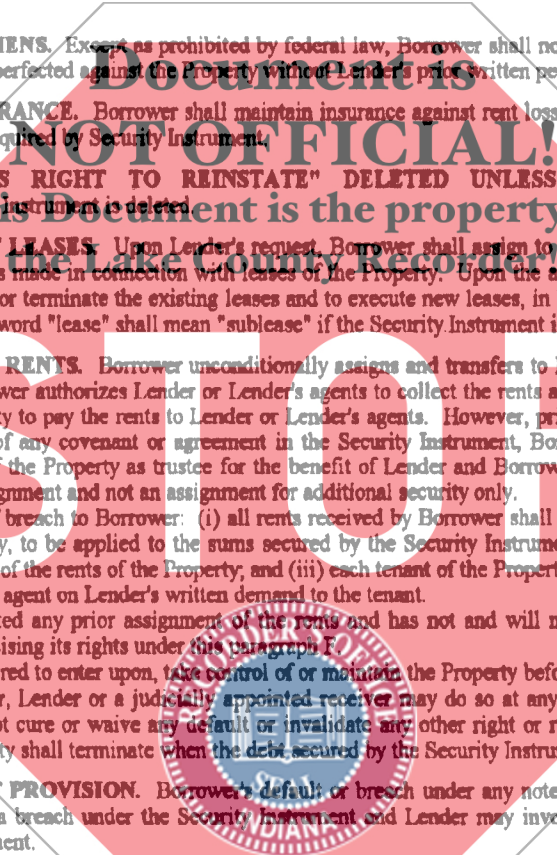 IENS. Except as prohibited by federal law, Borrower shall no
perfected against the Property without Lender's prior written pe
Document is
RANCE. Borrower shall maintain insurance against rent loss
quired by Security Instrument.
NOT OFFICIAL!
S RIGHT TO REINSTATE" DELETED UNLESS
Instrument is deleted.
is Document is the property
F LEASES. Upon Lender's request, Borrower shall assign to
the Lake County Recorder!
s made in connection with leases of the Property. Upon the a
or terminate the existing leases and to execute new leases, in
word "lease" shall mean "sublease" if the Security Instrument i
STOP
RENTS. Borrower unconditionally assigns and transfers to
wer authorizes Lender or Lender's agents to collect the rents a
ty to pay the rents to Lender or Lender's agents. However, pr
of any covenant or agreement in the Security Instrument, Bo
f the Property as trustee for the benefit of Lender and Borrow
gnment and not an assignment for additional security only.
f breach to Borrower: (i) all rents received by Borrower shall
y, to be applied to the sums secured by the Security Instrume
of the rents of the Property; and (iii) each tenant of the Propert
agent on Lender's written demand to the tenant.
ted any prior assignment of the rents and has not and will n
ising its rights under this paragraph F.
red to enter upon, take control of or maintain the Property befo
r, Lender or a judicially appointed receiver may do so at any
ot cure or waive any default or invalidate any other right or r
ty shall terminate when the debt secured by the Security Instru
RECORDER'S OFFICE
SEAL
INDIANA
PROVISION. Borrower's default or breach under any note
a breach under the Security Instrument and Lender may invo
ent.